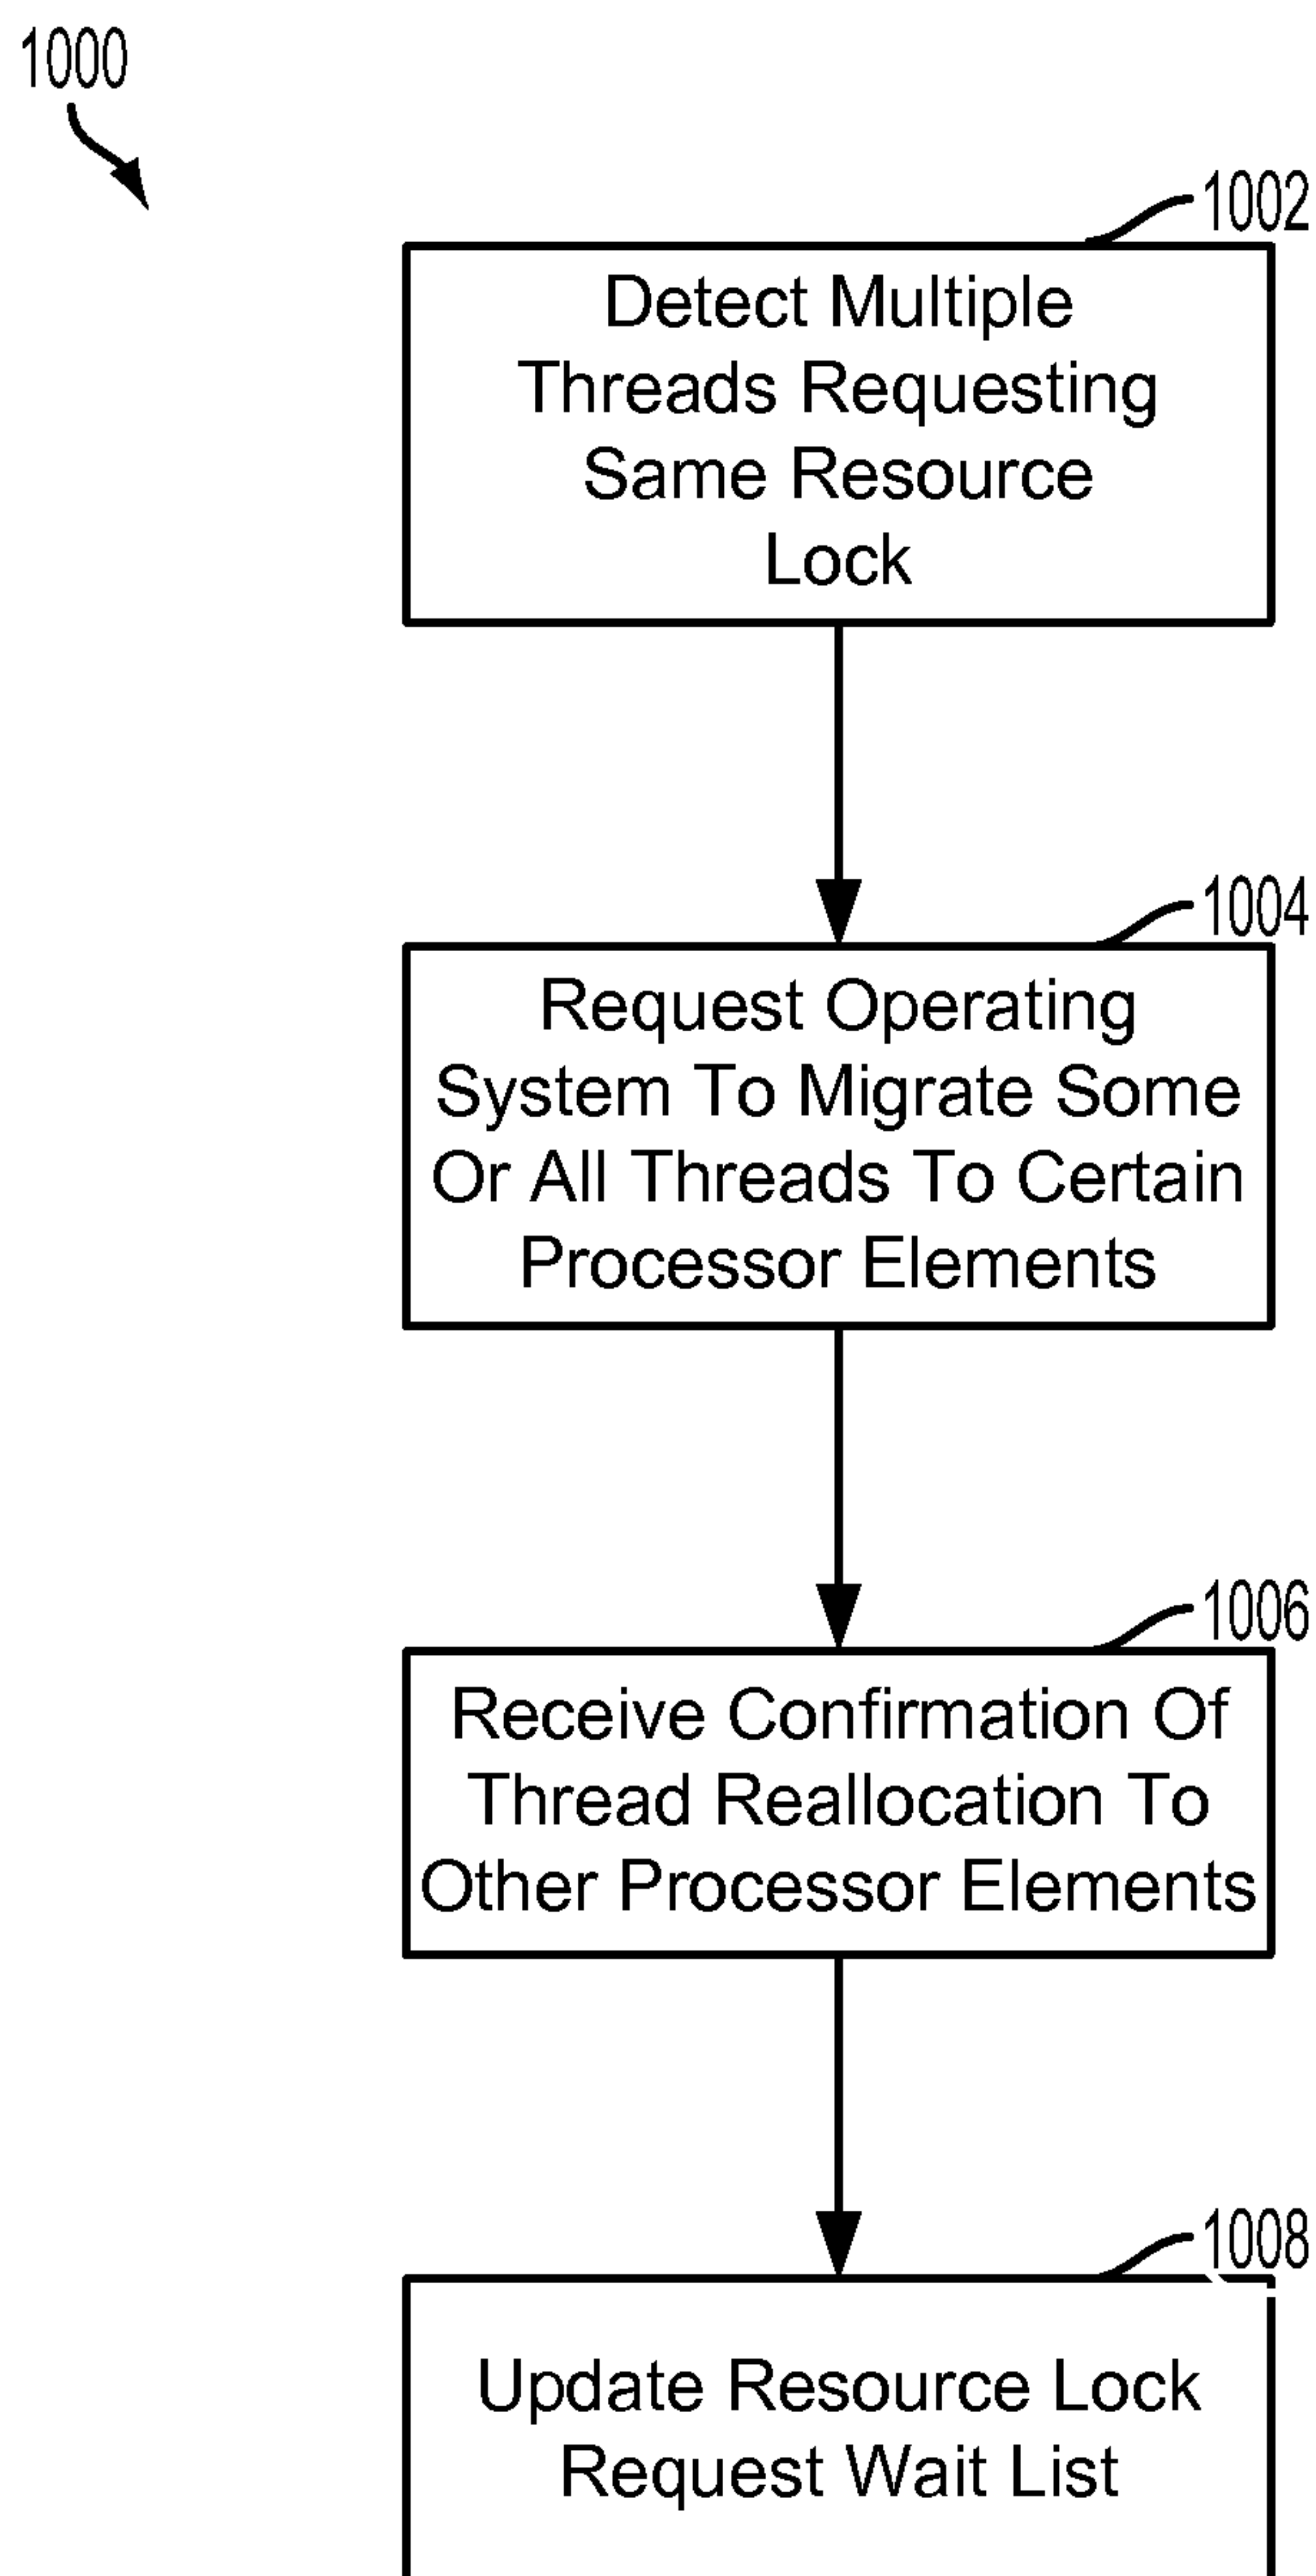 1000
1002
Detect Multiple
Threads Requesting
Same Resource
Lock
1004
Request Operating
System To Migrate Some
Or All Threads To Certain
Processor Elements
1006
Receive Confirmation Of
Thread Reallocation To
Other Processor Elements
1008
Update Resource Lock
Request Wait List